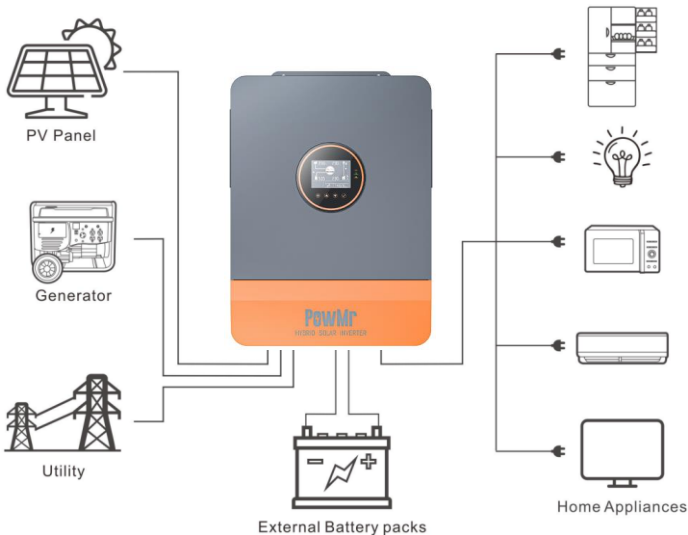 PV Panel
Generator
PowMr
HYBRID SOLAR INVERTER
Utility
Home Appliances
External Battery packs